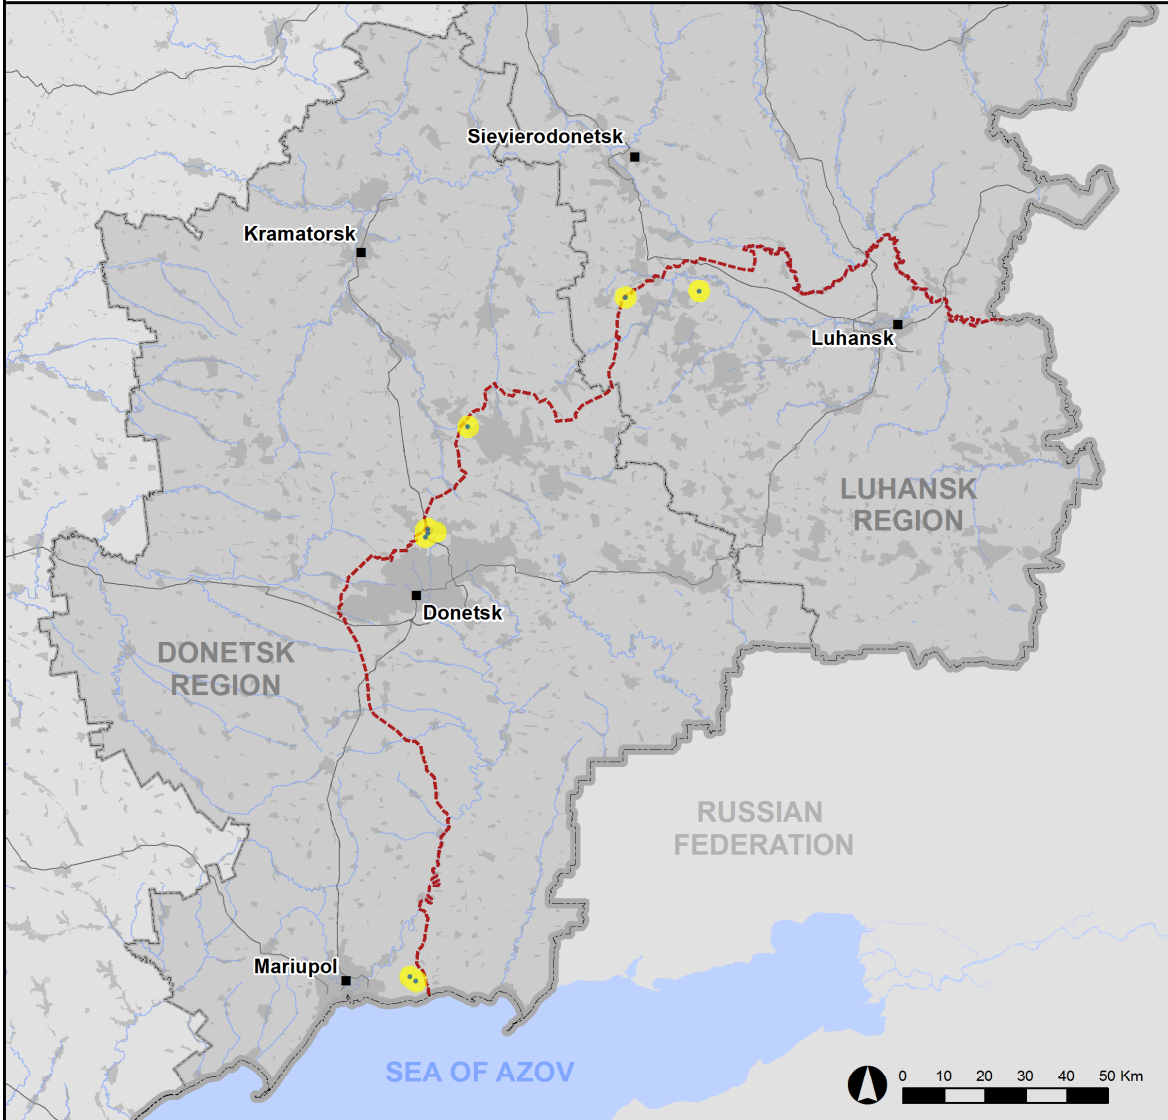 Sievierodonetsk
Kramatorsk
Luhansk
LUHANSK
REGION
Donetsk
DONETSK
REGION
RUSSIAN
FEDERATION
Mariupol
SEA OF AZOV
0 10 20 30 40 50 Km